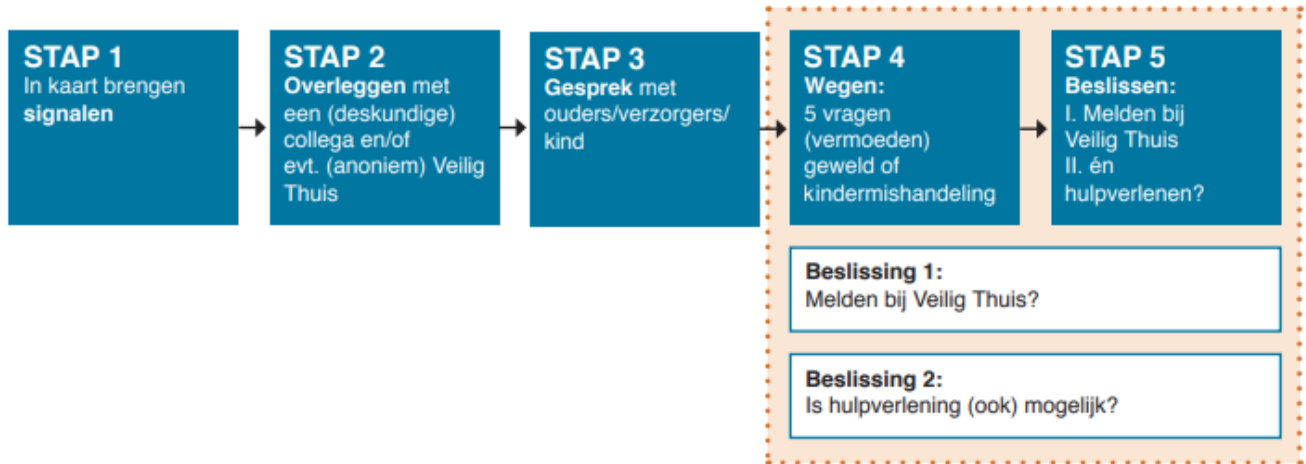 STAP 1
In kaart brengen
signalen
STAP 2
Overleggen met
een (deskundige)
collega en/of
evt. (anoniem) Veilig
Thuis
STAP 3
Gesprek met
ouders/verzorgers/
kind
STAP 4
Wegen:
5 vragen
(vermoeden)
geweld of
kindermishandeling
STAP 5
Beslissen:
I. Melden bij
Veilig Thuis
II. én
hulpverlenen?
Beslissing 1:
Melden bij Veilig Thuis?
Beslissing 2:
Is hulpverlening (ook) mogelijk?